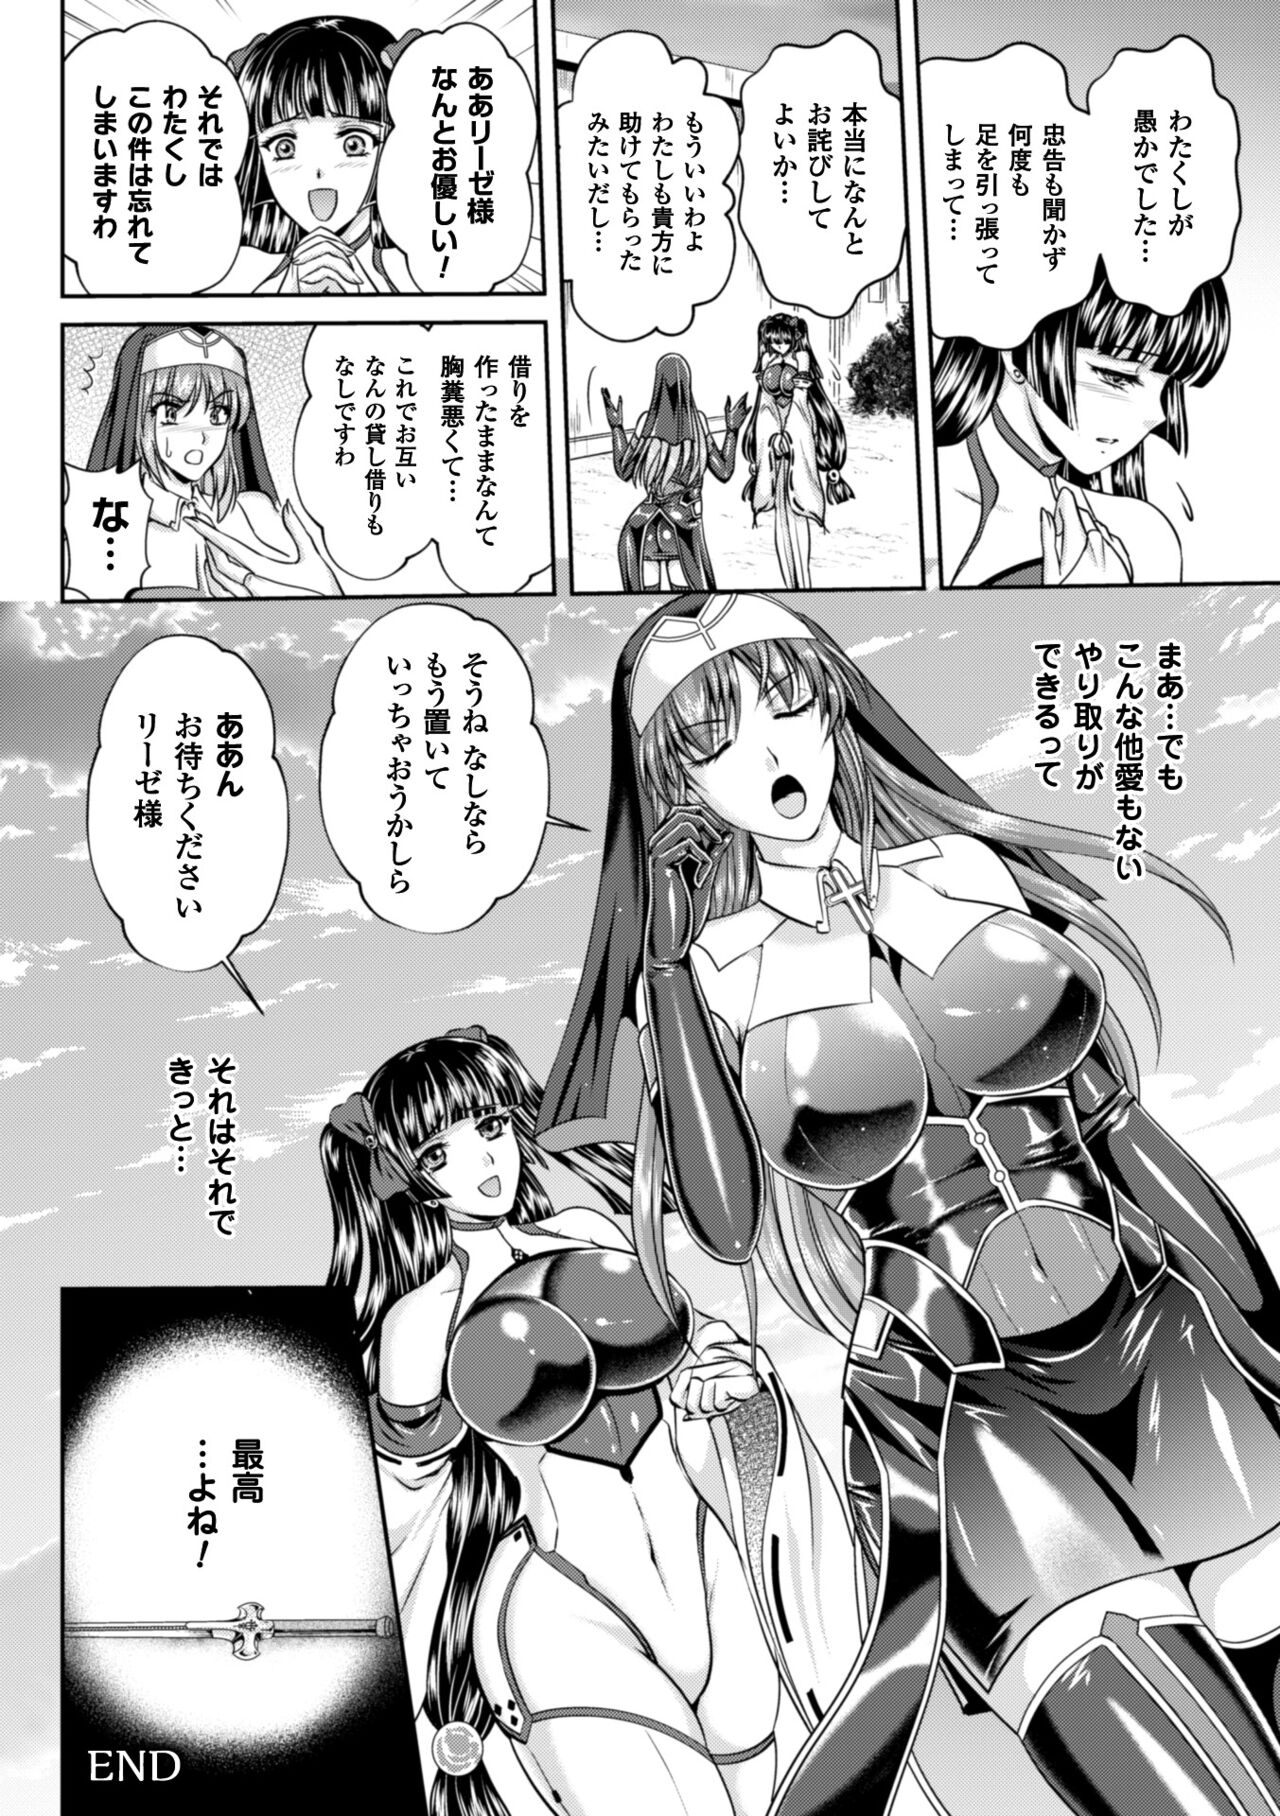 わたくしが
愚かでした…
忠告も聞かず
何度も
足を引っ張って
しまって…
本当になんと
お詫びして
よいか…
もういいわよ
わたしも貴方に
助けてもらった
みたいだし…
ああリーゼ様
なんとお優しい！
それでは
わたくし
この件は忘れて
しまいますわ
借りを
作ったままなんて
胸糞悪くて…
これでお互い
なんの貸し借りも
なしですわ
な…
まあ…でも
こんな他愛もない
やり取りが
できるって
そうね なしなら
もう置いて
いっちゃおうかしら
ああん
お待ちください
リーゼ様
それはそれで
きっと…
最高
…よね！
END